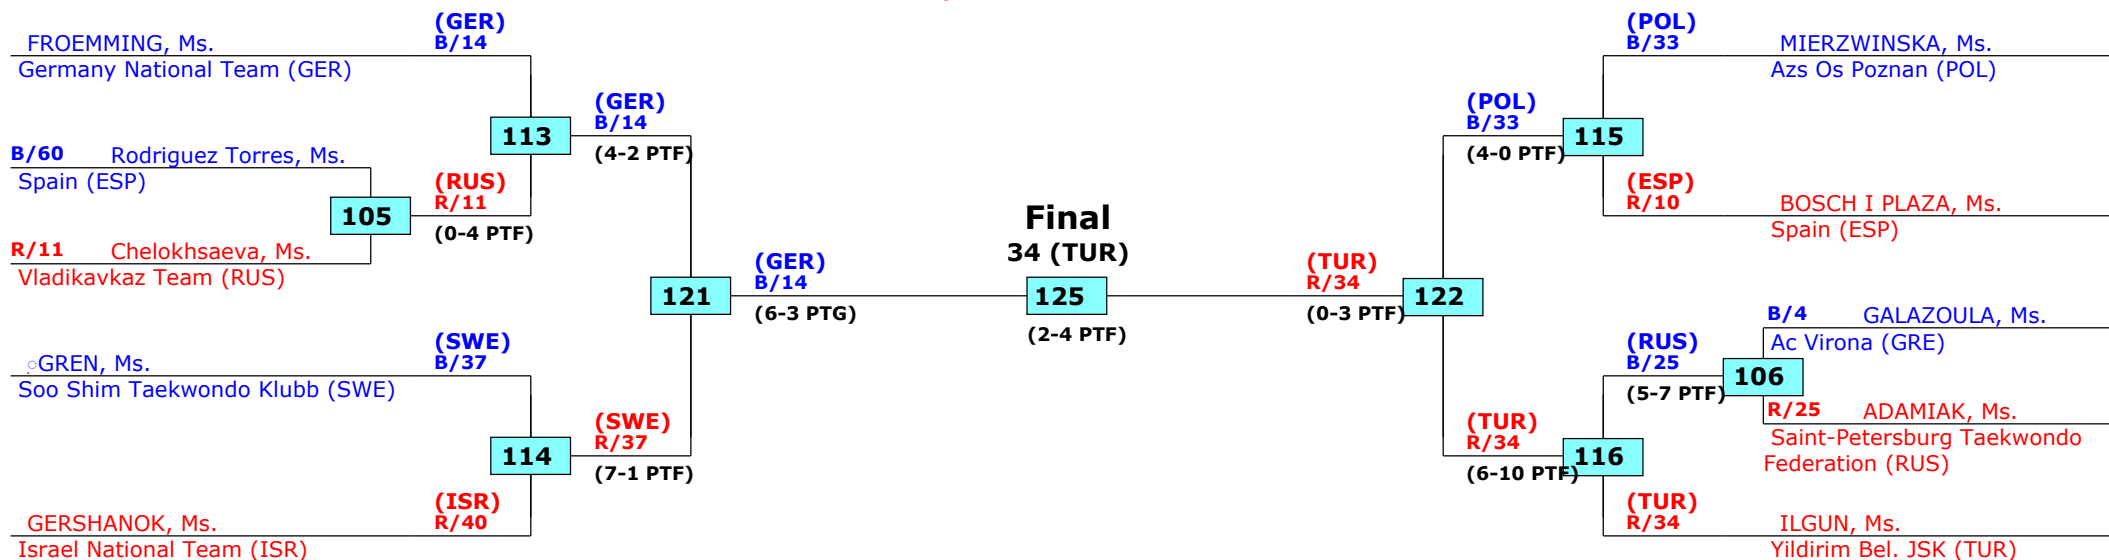 (GER)
B/14
FROEMMING, Ms.
Germany National Team (GER)
B/60 Rodriguez Torres, Ms.
Spain (ESP)
105
R/11 Chelokhsaeva, Ms.
Vladikavkaz Team (RUS)
(RUS)
R/11
(0-4 PTF)
113
(GER)
B/14
(4-2 PTF)
(SWE)
B/37
GREN, Ms.
Soo Shim Taekwondo Klubb (SWE)
114
(ISR)
R/40
GERSHANOK, Ms.
Israel National Team (ISR)
(SWE)
R/37
(7-1 PTF)
121
(GER)
B/14
(6-3 PTG)
Final
34 (TUR)
125
(2-4 PTF)
(TUR)
R/34
(0-3 PTF)
122
(POL)
B/33
(4-0 PTF)
115
(POL)
B/33
MIERZWINSKA, Ms.
Azs Os Poznan (POL)
(ESP)
R/10
BOSCH I PLAZA, Ms.
Spain (ESP)
(TUR)
R/34
(6-10 PTF)
116
(RUS)
B/25
(5-7 PTF)
106
B/4 GALAZOULA, Ms.
Ac Virona (GRE)
R/25 ADAMIAK, Ms.
Saint-Petersburg Taekwondo
Federation (RUS)
(TUR)
R/34
ILGUN, Ms.
Yildirim Bel. JSK (TUR)